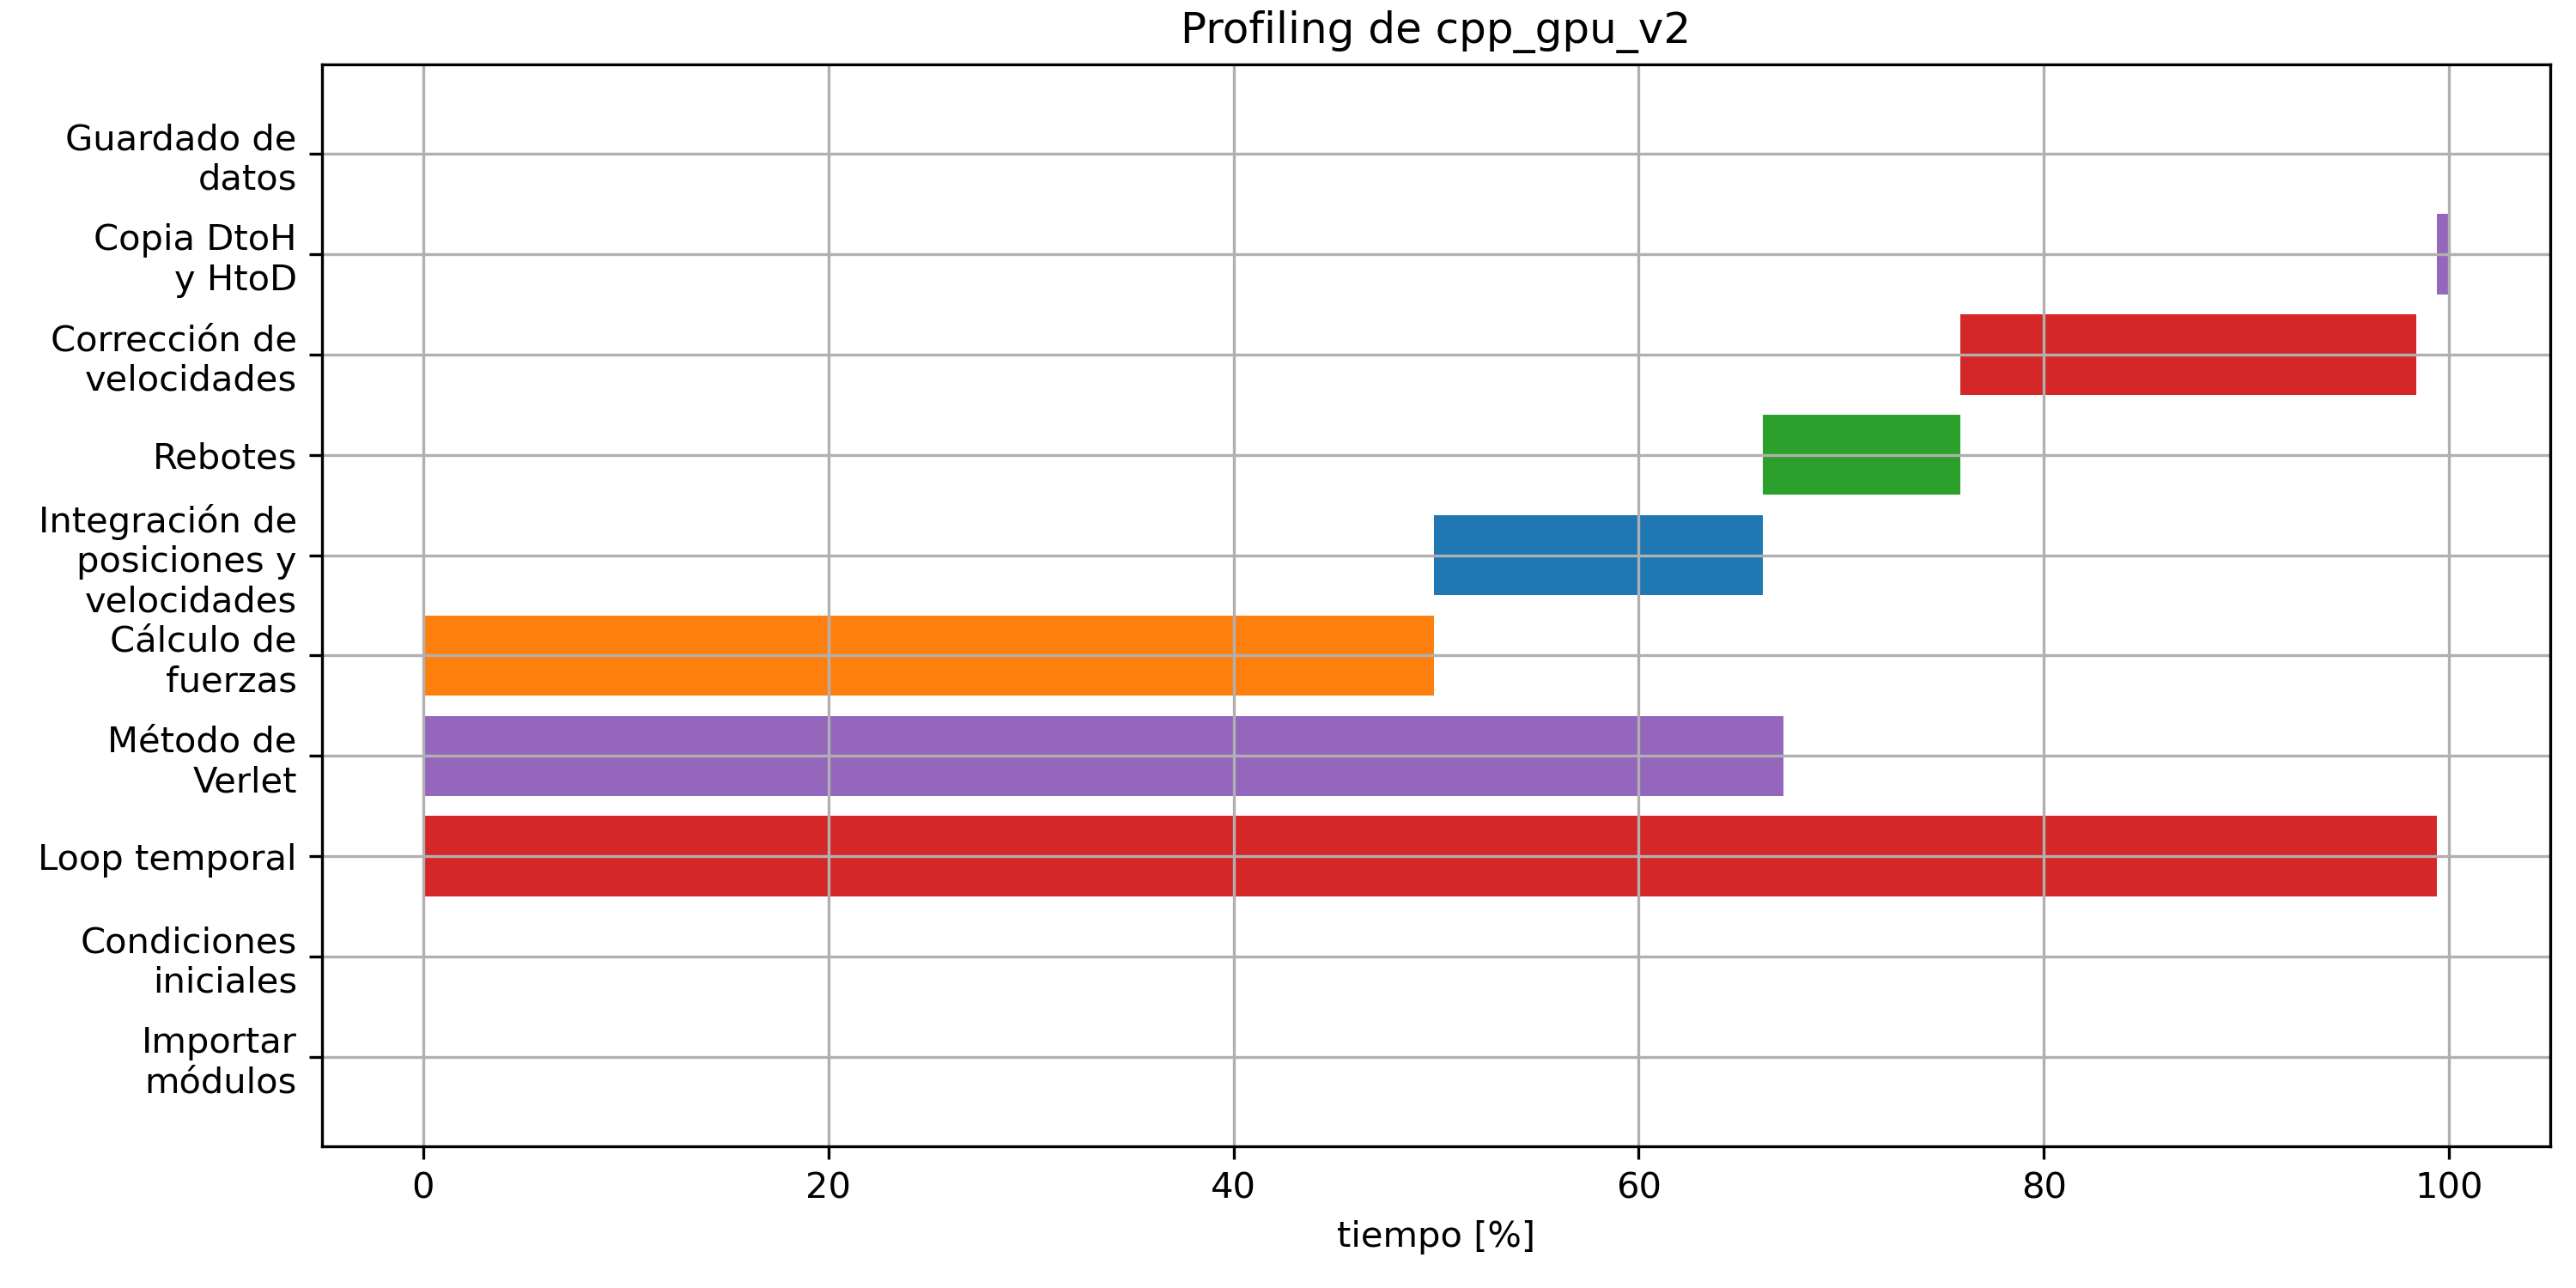 Profiling de cpp_gpu_v2
Guardado de
datos
Copia DtoH
y HtoD
Corrección de
velocidades
Rebotes
Integración de
posiciones y
velocidades
Cálculo de
fuerzas
Método de
Verlet
Loop temporal
Condiciones
iniciales
Importar
módulos
0 20 40 60 80 100
tiempo [%]